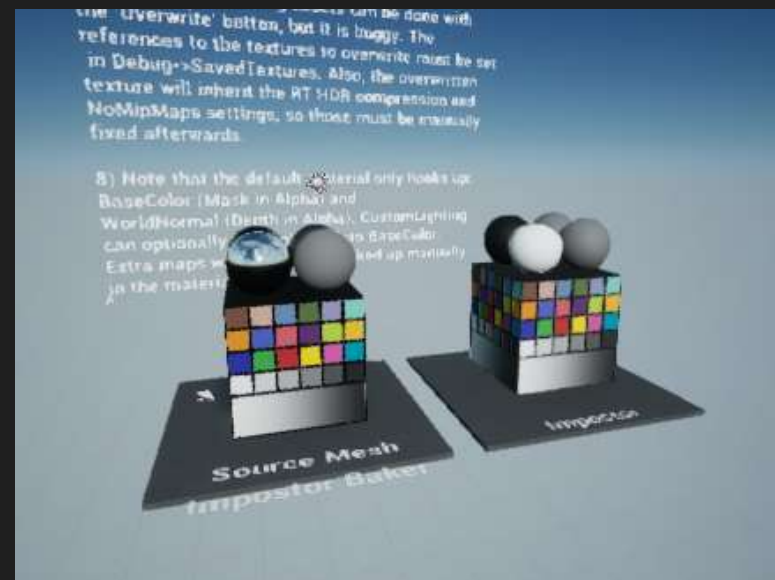 the 'Overwrite' button, but it is buggy. The
references to the textures to overwrite must be set
in Debug->SavedTextures. Also, the overwritten
texture will inherit the RT HDR compression and
NoMipMaps settings, so those must be manually
fixed afterwards.
8) Note that the default material only hooks up:
BaseColor (Mask in Alpha) and
WorldNormal (Depth in Alpha). CustomLighting
can optionally BaseColor
Extra maps manually
in the
Source Mesh
Impostor
Impostor Baker